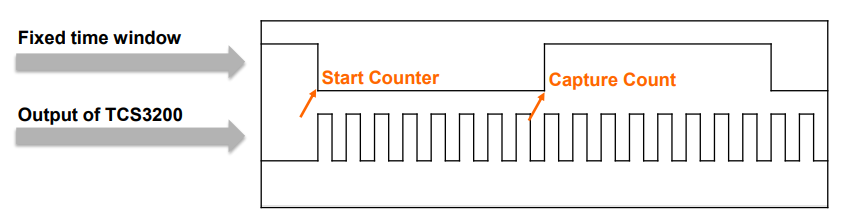 Fixed time window
Start Counter
Capture Count
Output of TCS3200